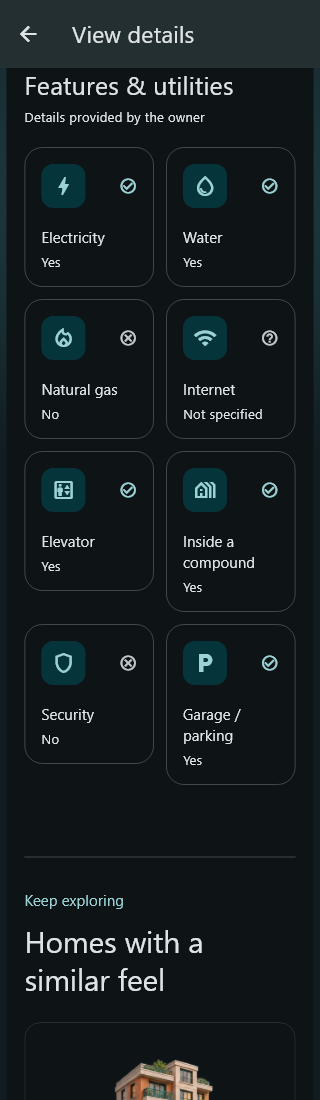 View details
Features & utilities
Details provided by the owner
Electricity
Yes
Water
Yes
Natural gas
No
Internet
Not specified
Elevator
Yes
Inside a
compound
Yes
Security
No
Garage /
parking
Yes
Keep exploring
Homes with a
similar feel